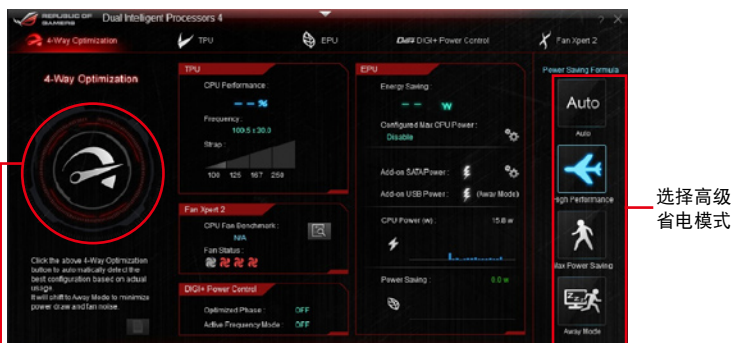 REPUBLIC OF GAMERS
Dual Intelligent Processors 4
4-Way Optimization
TPU
EPU
DIGI+ Power Control
Fan Xpert 2
4-Way Optimization
Click the above 4-Way Optimization
button to automatically detect the
best configuration based on actual
usage.
It will shift to Away Mode to minimize
power draw and fan noise.
TPU
CPU Performance :
– – %
Frequency :
100.5 x 30.0
Strap :
100 125 167 250
Fan Xpert 2
CPU Fan Benchmark :
N/A
Fan Status :
DIGI+ Power Control
Optimized Phase : OFF
Active Frequency Mode : OFF
EPU
Energy Saving :
– – w
Configured Max CPU Power :
Disable
Add-on SATA Power :
Add-on USB Power : (Away Mode)
CPU Power (w) : 15.8 w
Power Saving : 0.0 w
Power Saving Formula
Auto
Auto
High Performance
Max Power Saving
Away Mode
选择高级
省电模式